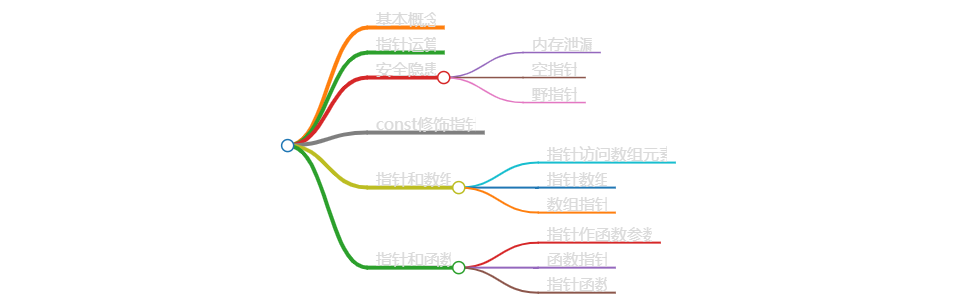 基本概念
指针运算
安全隐患
内存泄漏
空指针
野指针
const修饰指针
指针和数组
指针访问数组元素
指针数组
数组指针
指针和函数
指针作函数参数
函数指针
指针函数